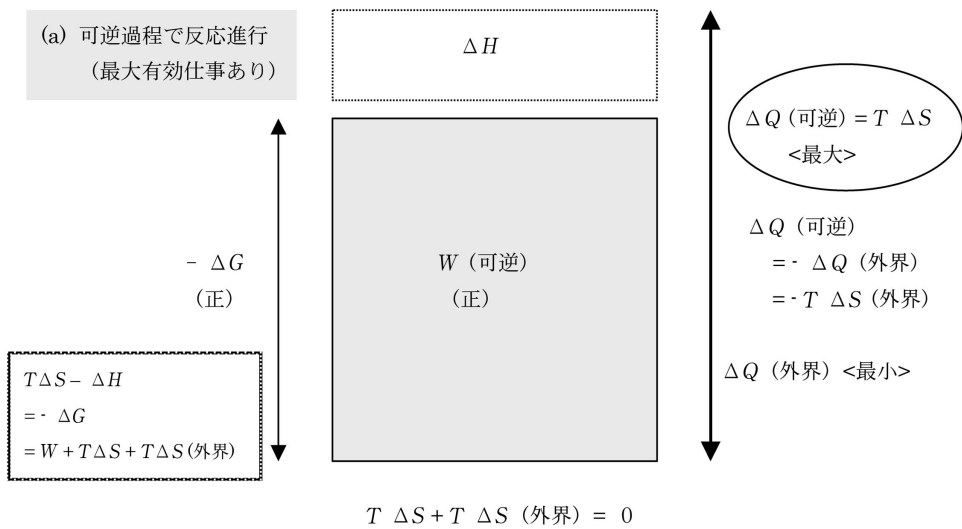 (a) 可逆過程で反応進行
（最大有効仕事あり）
ΔH
ΔQ（可逆）＝T ΔS
<最大>
ΔQ（可逆）
＝- ΔQ（外界）
＝-T ΔS（外界）
ΔQ（外界）<最小>
− ΔG
（正）
W（可逆）
（正）
TΔS− ΔH
＝- ΔG
＝W＋TΔS＋TΔS(外界)
T ΔS＋T ΔS（外界）＝ 0